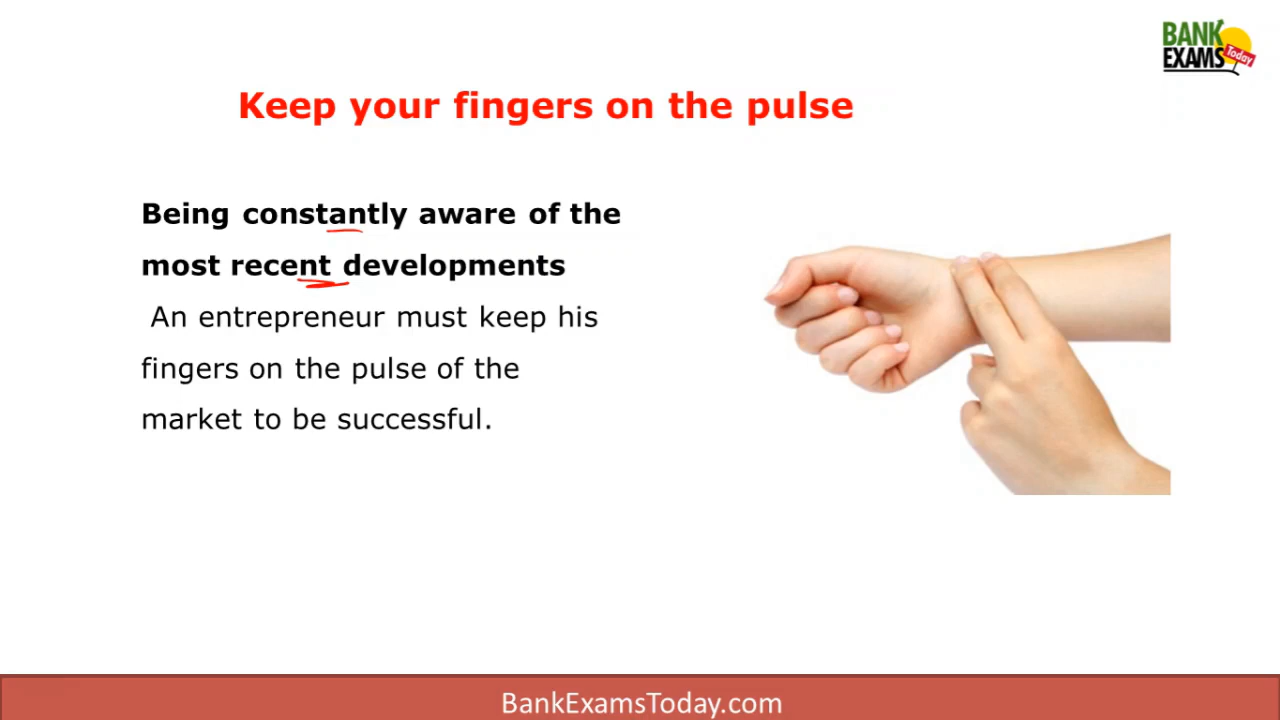 BANK
EXAMS
Today
Keep your fingers on the pulse
Being constantly aware of the
most recent developments
An entrepreneur must keep his
fingers on the pulse of the
market to be successful.
BankExamsToday.com